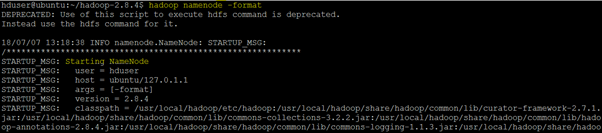 hduser@ubuntu:~/hadoop-2.8.4$ hadoop namenode -format
DEPRECATED: Use of this script to execute hdfs command is deprecated.
Instead use the hdfs command for it.
18/07/07 13:18:38 INFO namenode.NameNode: STARTUP_MSG:
/************************************************************
STARTUP_MSG: Starting NameNode
STARTUP_MSG:   user = hduser
STARTUP_MSG:   host = ubuntu/127.0.1.1
STARTUP_MSG:   args = [-format]
STARTUP_MSG:   version = 2.8.4
STARTUP_MSG:   classpath = /usr/local/hadoop/etc/hadoop:/usr/local/hadoop/share/hadoop/common/lib/curator-framework-2.7.1.
jar:/usr/local/hadoop/share/hadoop/common/lib/commons-collections-3.2.2.jar:/usr/local/hadoop/share/hadoop/common/lib/hado
op-annotations-2.8.4.jar:/usr/local/hadoop/share/hadoop/common/lib/commons-logging-1.1.3.jar:/usr/local/hadoop/share/hadoo